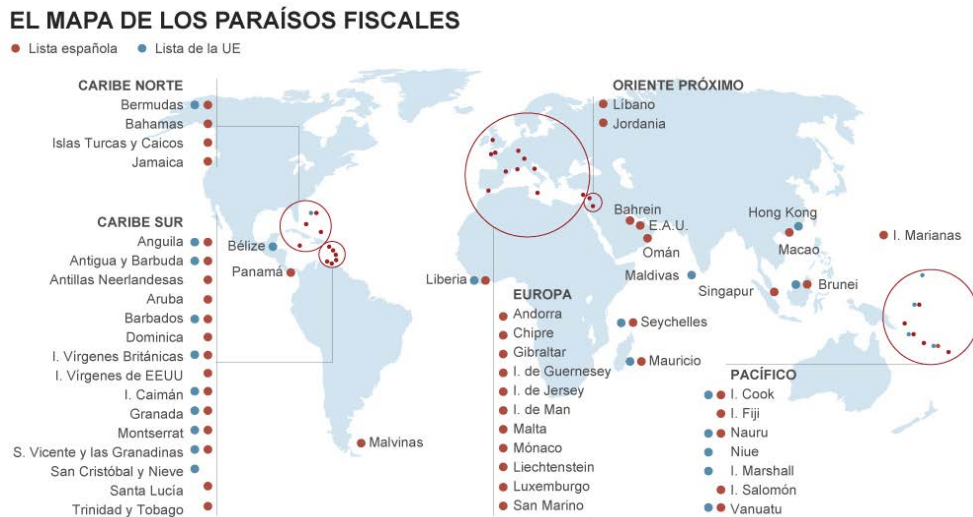 EL MAPA DE LOS PARAÍSOS FISCALES
Lista española
Lista de la UE
CARIBE NORTE
Bermudas
Bahamas
Islas Turcas y Caicos
Jamaica
CARIBE SUR
Anguila
Antigua y Barbuda
Antillas Neerlandesas
Aruba
Barbados
Dominica
I. Vírgenes Británicas
I. Vírgenes de EEUU
I. Caimán
Granada
Montserrat
S. Vicente y las Granadinas
San Cristóbal y Nieve
Santa Lucía
Trinidad y Tobago
Bélize
Panamá
Malvinas
Liberia
EUROPA
Andorra
Chipre
Gibraltar
I. de Guernesey
I. de Jersey
I. de Man
Malta
Mónaco
Liechtenstein
Luxemburgo
San Marino
ORIENTE PRÓXIMO
Líbano
Jordania
Bahrein
E.A.U.
Omán
Maldivas
Seychelles
Mauricio
Hong Kong
Macao
Singapur
Brunei
I. Marianas
PACÍFICO
I. Cook
I. Fiji
Nauru
Niue
I. Marshall
I. Salomón
Vanuatu